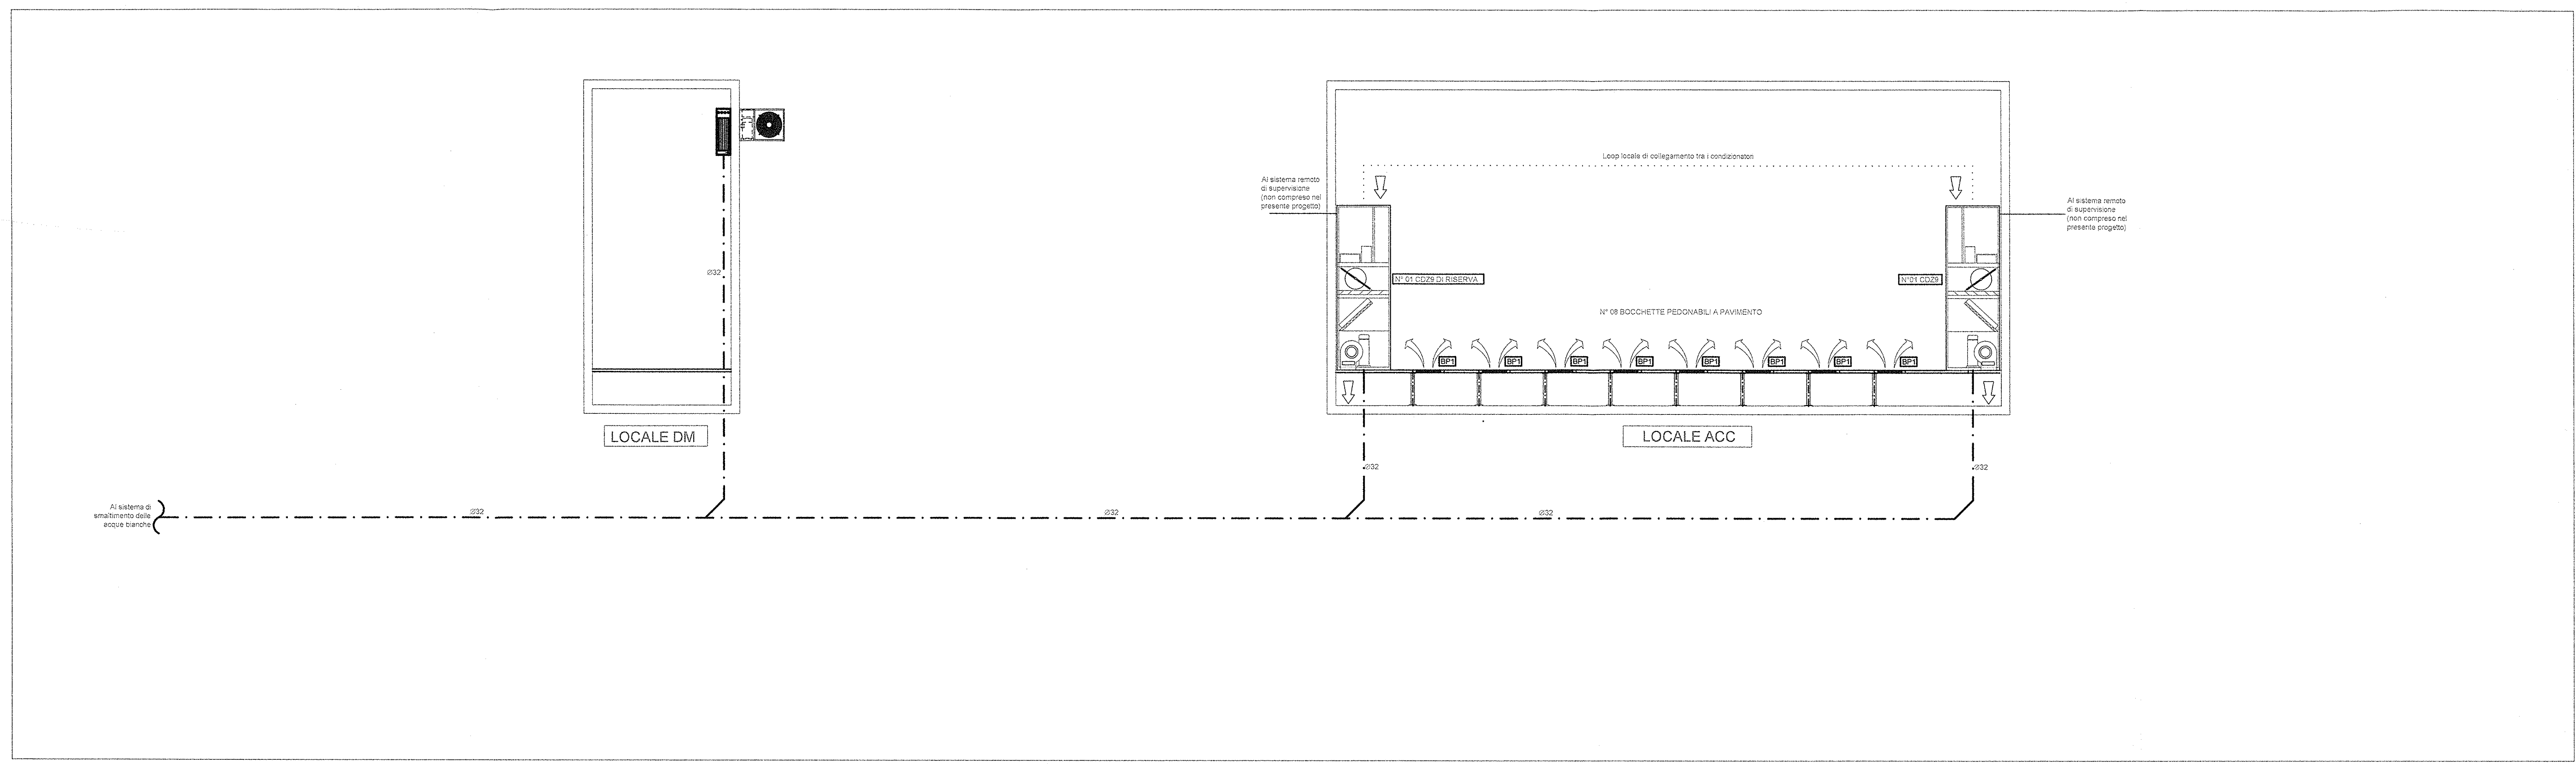 Loop locale di collegamento tra i condizionatori
Al sistema remoto
di supervisione
(non compreso nel
presente progetto)
Al sistema remoto
di supervisione
(non compreso nel
presente progetto)
Ø32
N° 01 CDZ9 DI RISERVA
N°01 CDZ9
N° 08 BOCCHETTE PEDONABILI A PAVIMENTO
BP1
BP1
BP1
BP1
BP1
BP1
BP1
BP1
LOCALE DM
LOCALE ACC
Ø32
Ø32
Al sistema di
smaltimento delle
acque bianche
Ø32
Ø32
Ø32